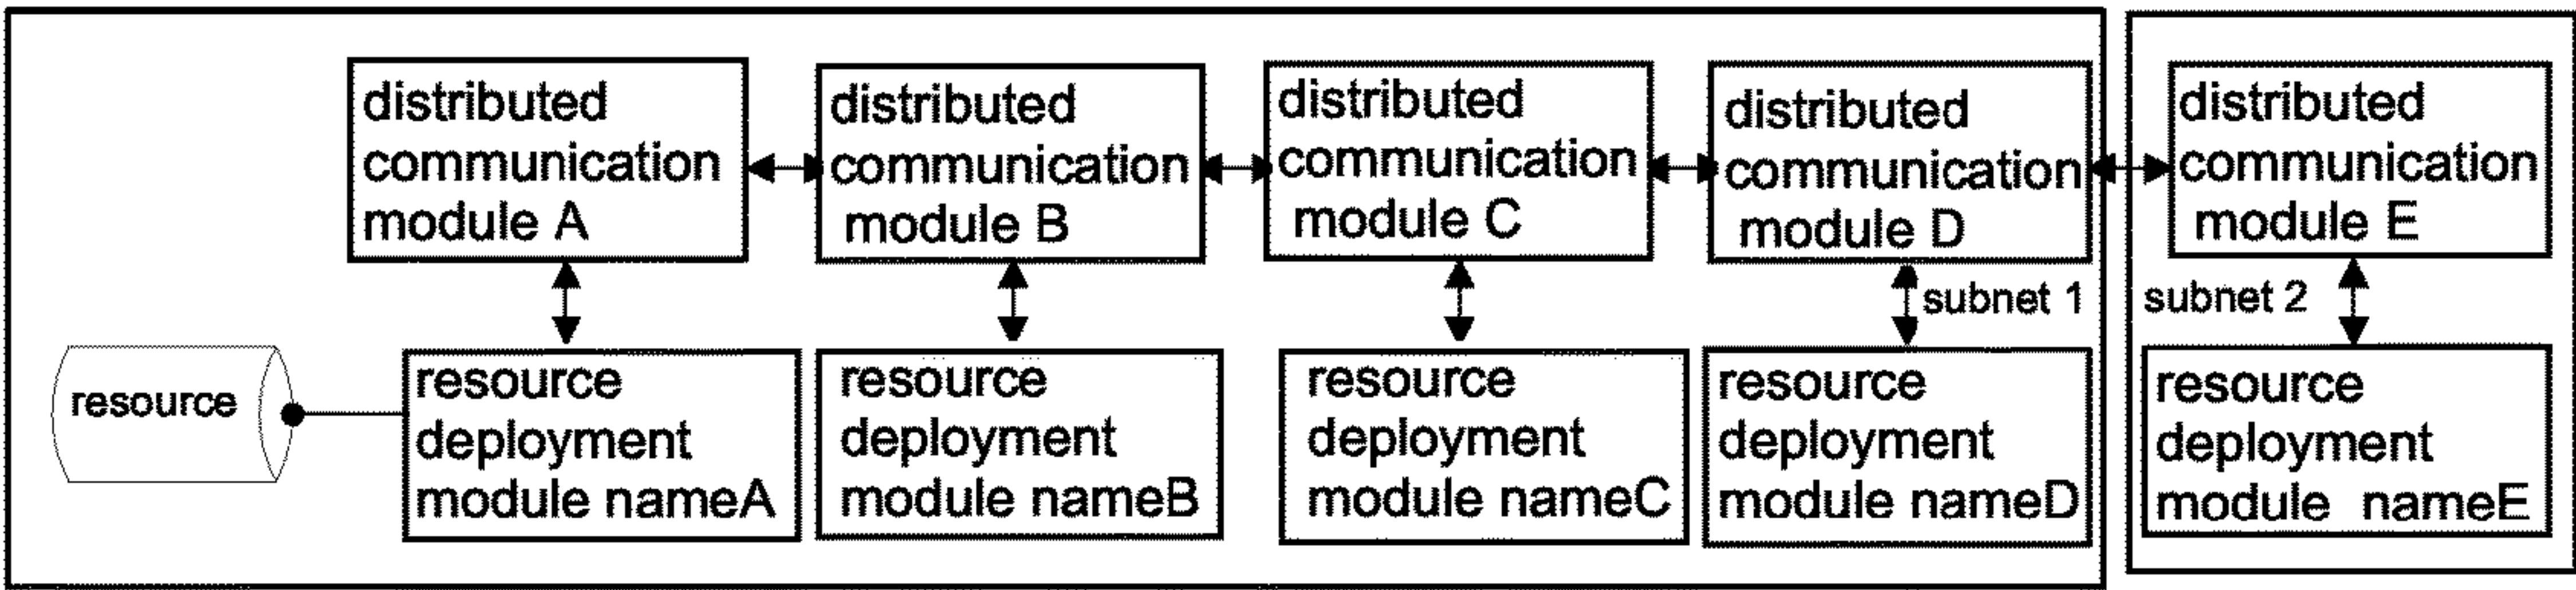 distributed
communication
module A
distributed
communication
module B
distributed
communication
module C
distributed
communication
module D
distributed
communication
module E
subnet 1
subnet 2
resource
resource
deployment
module nameA
resource
deployment
module nameB
resource
deployment
module nameC
resource
deployment
module nameD
resource
deployment
module nameE